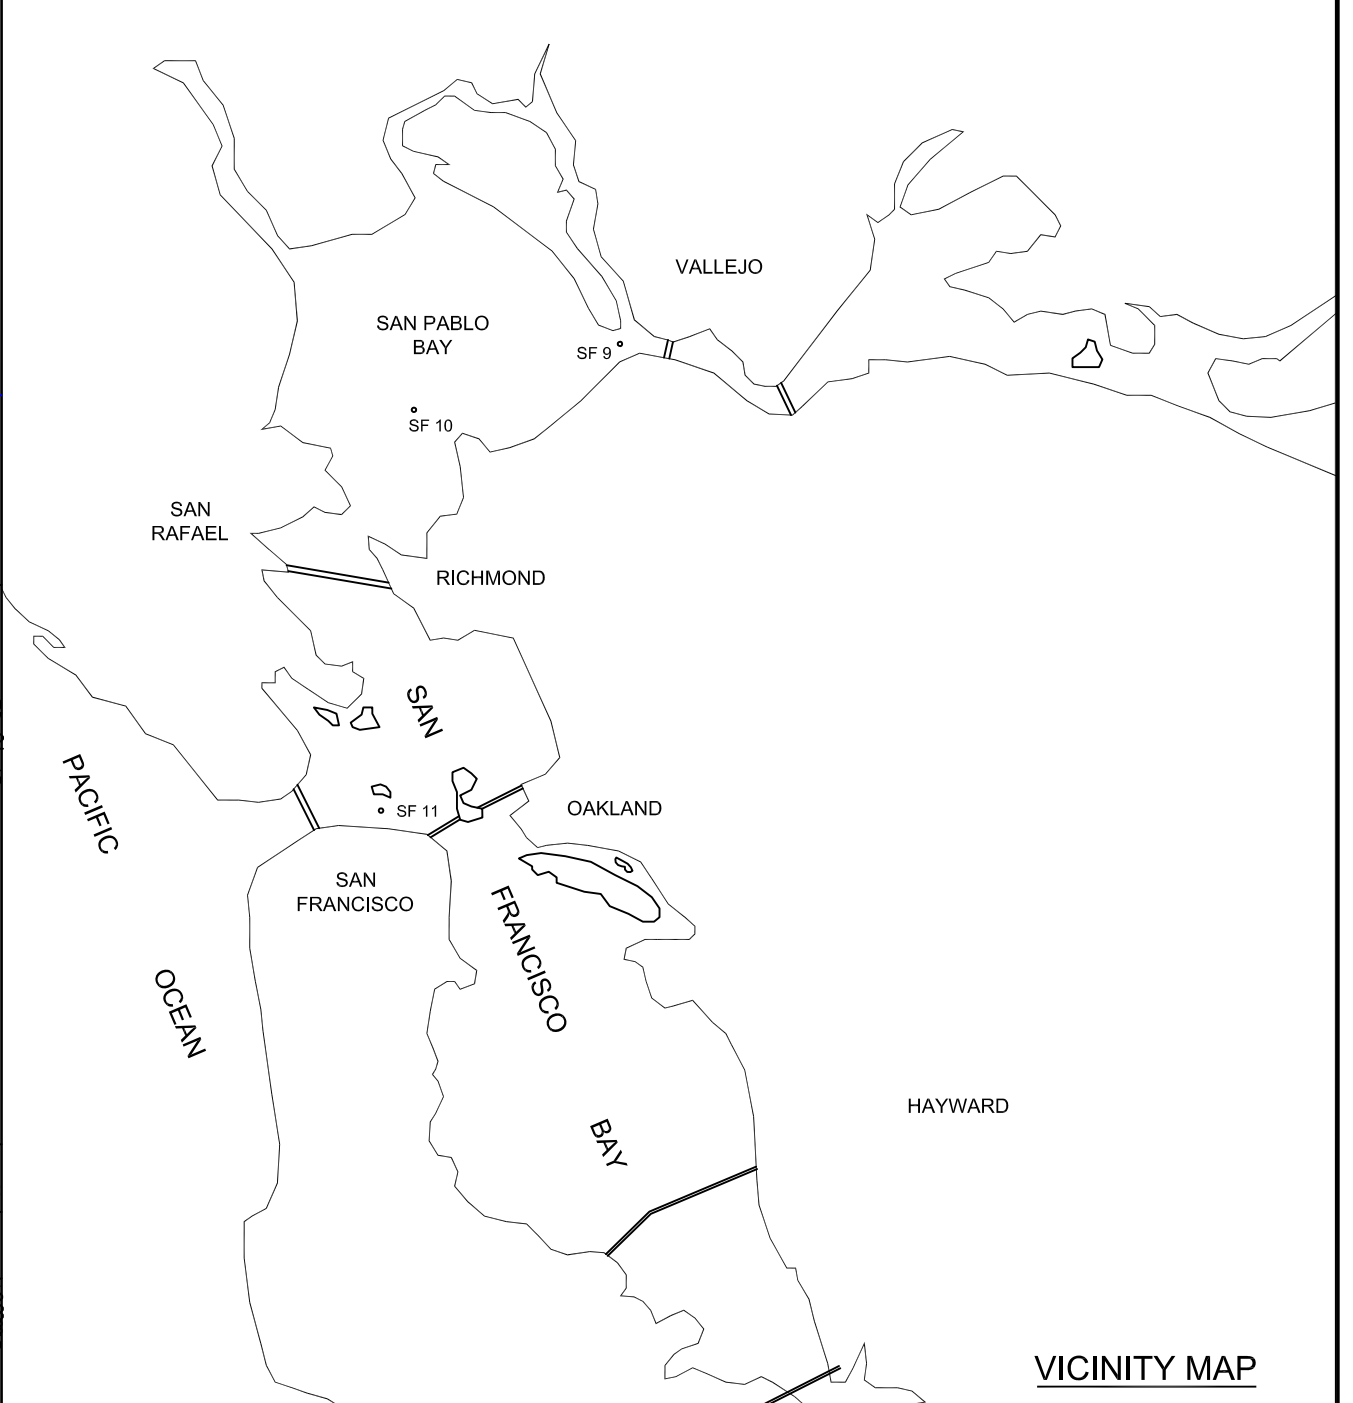 VALLEJO
SAN PABLO
BAY
SF 9
SF 10
SAN
RAFAEL
RICHMOND
SAN
PACIFIC
SF 11
OAKLAND
SAN
FRANCISCO
FRANCISCO
OCEAN
HAYWARD
BAY
VICINITY MAP